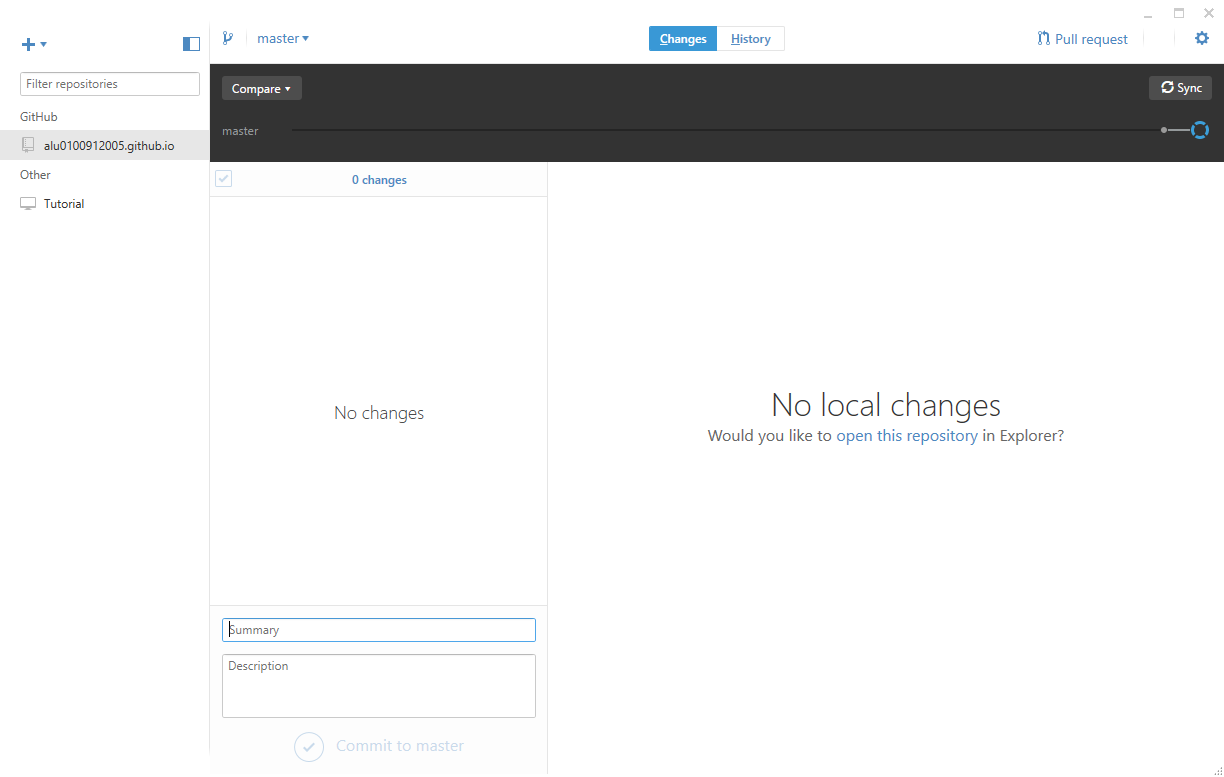 master
Changes
History
Pull request
Filter repositories
GitHub
alu0100912005.github.io
Other
Tutorial
Compare
Sync
master
0 changes
No changes
Summary
Description
Commit to master
No local changes
Would you like to open this repository in Explorer?